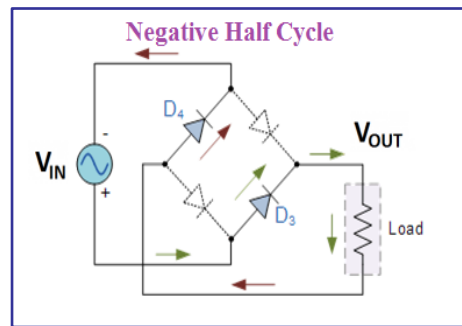 Negative Half Cycle
D4
-
VOUT
VIN
+
D3
Load